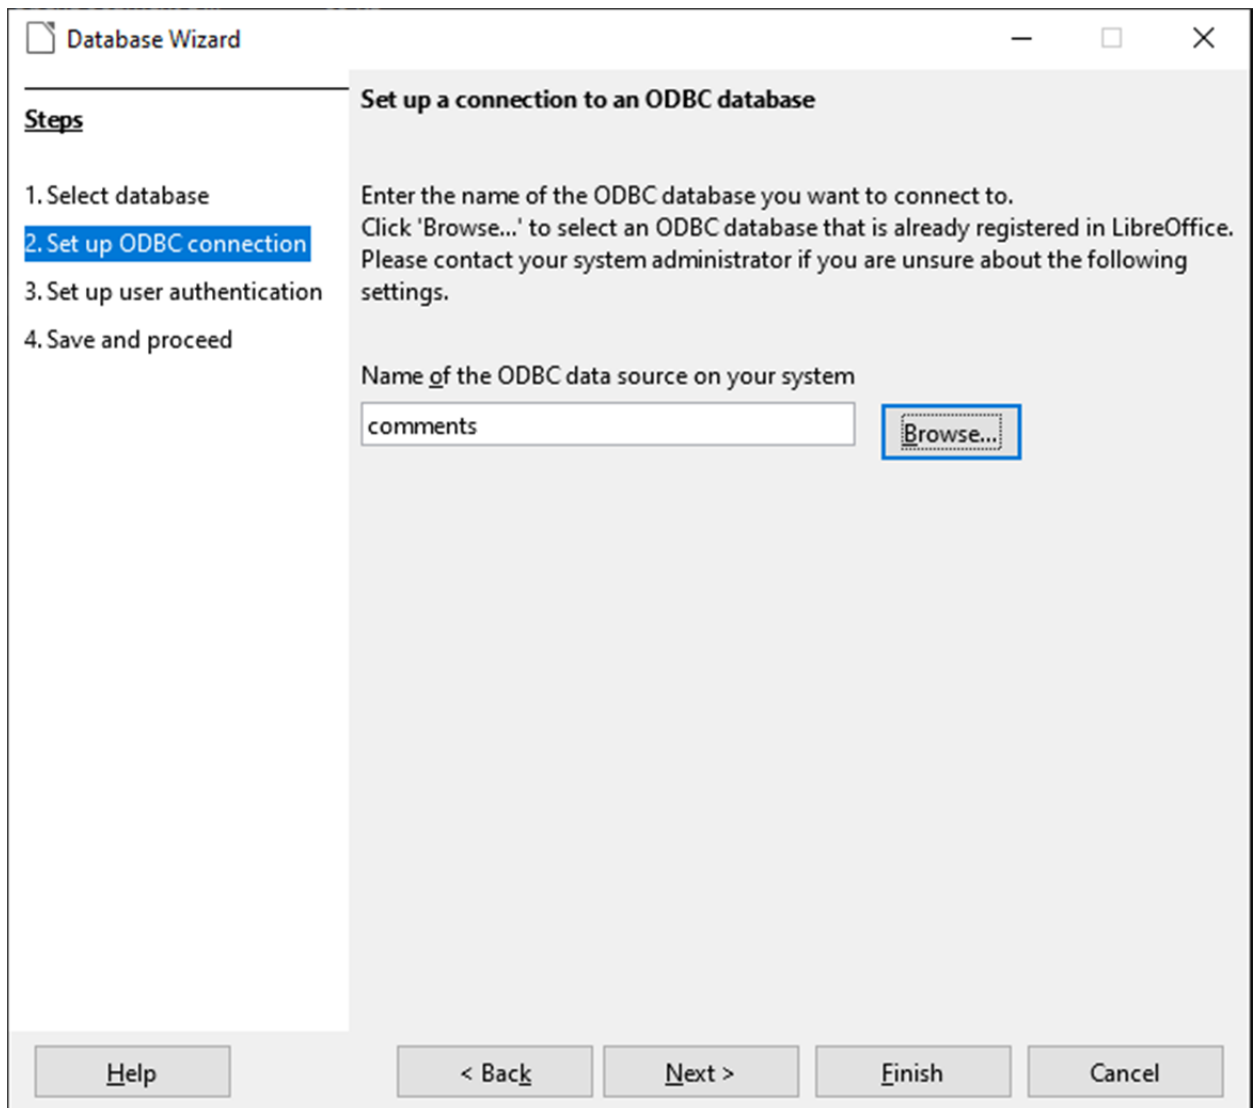 Database Wizard
Steps
1. Select database
2. Set up ODBC connection
3. Set up user authentication
4. Save and proceed
Set up a connection to an ODBC database
Enter the name of the ODBC database you want to connect to.
Click 'Browse...' to select an ODBC database that is already registered in LibreOffice.
Please contact your system administrator if you are unsure about the following
settings.
Name of the ODBC data source on your system
comments
Browse...
Help
< Back
Next >
Finish
Cancel